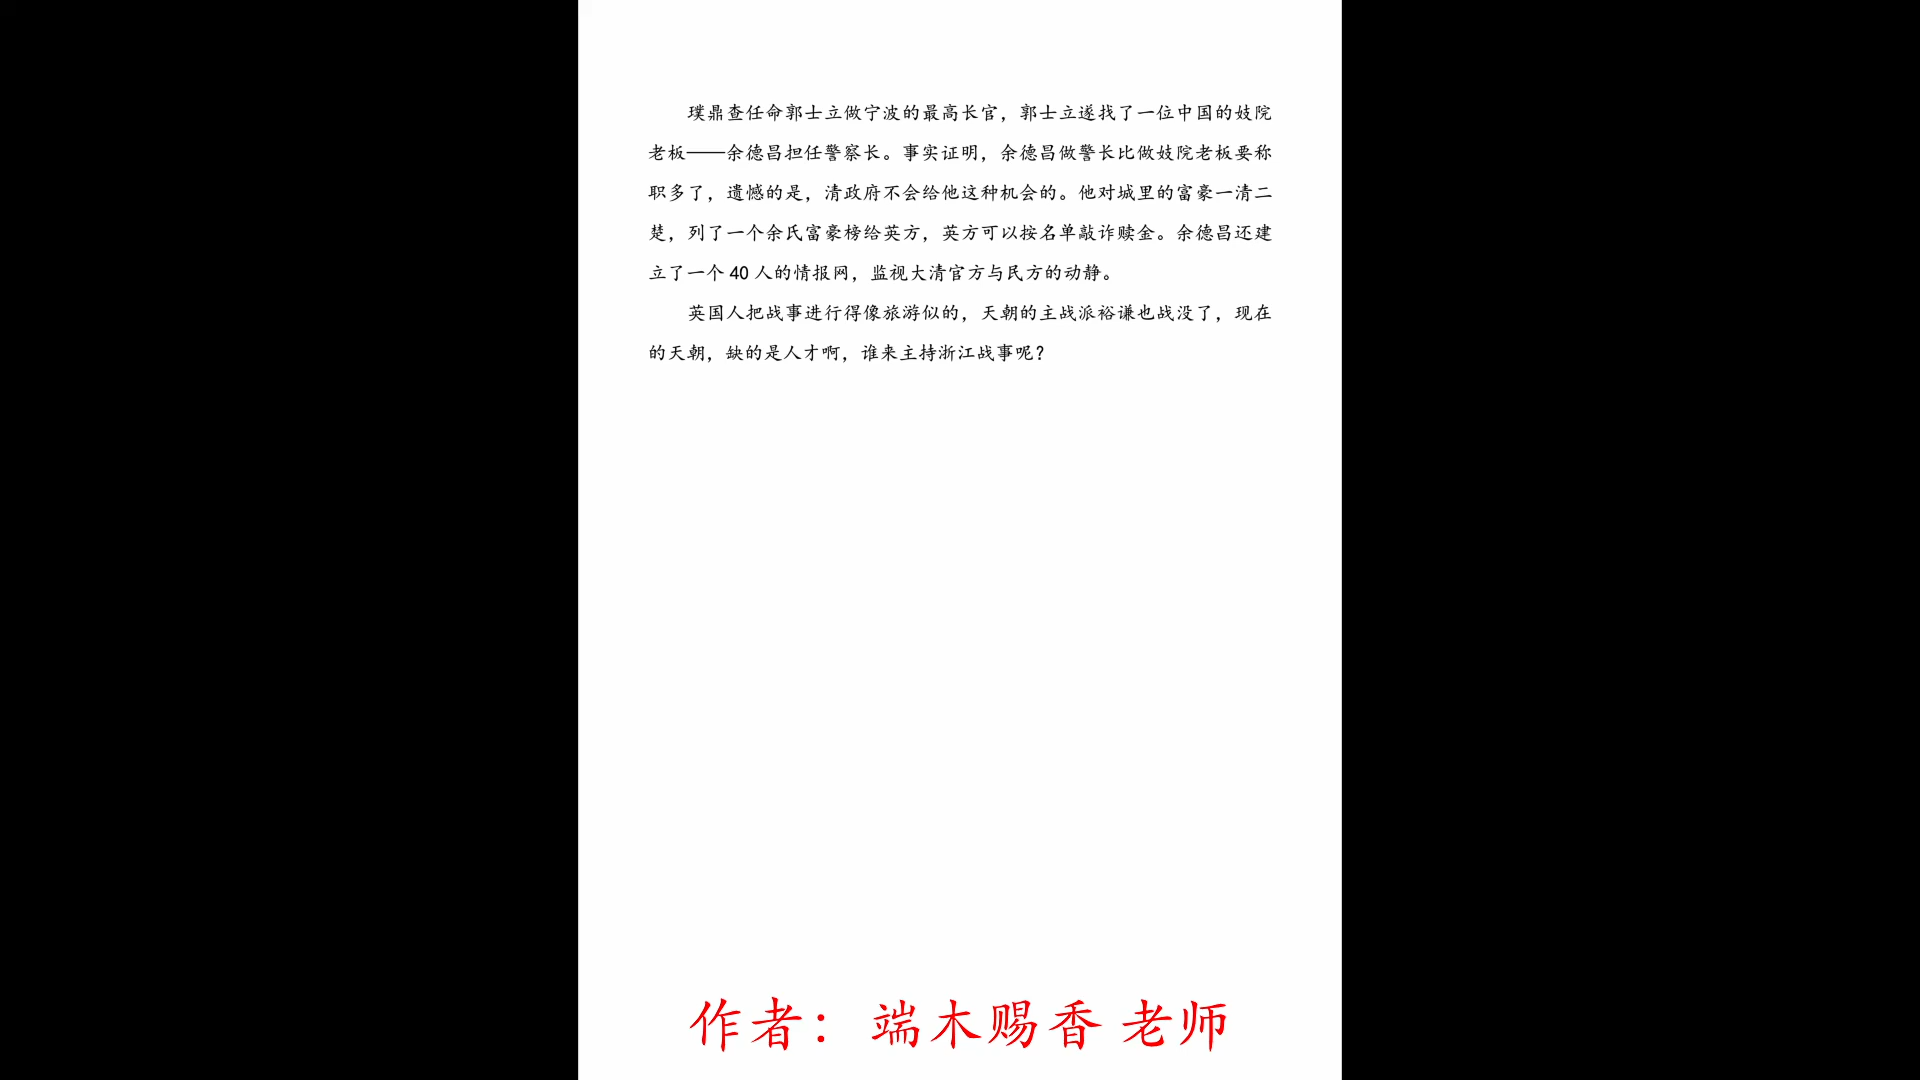 璞鼎查任命郭士立做宁波的最高长官，郭士立遂找了一位中国的妓院
老板——余德昌担任警察长。事实证明，余德昌做警长比做妓院老板要称
职多了，遗憾的是，清政府不会给他这种机会的。他对城里的富豪一清二
楚，列了一个余氏富豪榜给英方，英方可以按名单敲诈赎金。余德昌还建
立了一个 40 人的情报网，监视大清官方与民方的动静。
英国人把战事进行得像旅游似的，天朝的主战派裕谦也战没了，现在
的天朝，缺的是人才啊，谁来主持浙江战事呢？
作者：端木赐香 老师